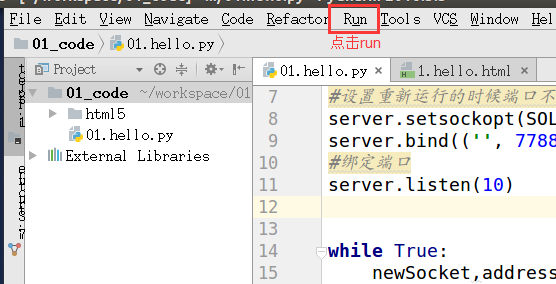 File Edit View Navigate Code Refactor Run Tools VCS Window Help
01_code 01.hello.py
点击run
Project
01.hello.py × 1.hello.html ×
01_code ~/workspace/01
html5
01.hello.py
External Libraries
7 #设置重新运行的时候端口不
8 server.setsockopt(SOL
9 server.bind(('', 7788
10 #绑定端口
11 server.listen(10)
12
14 while True:
15 newSocket,address